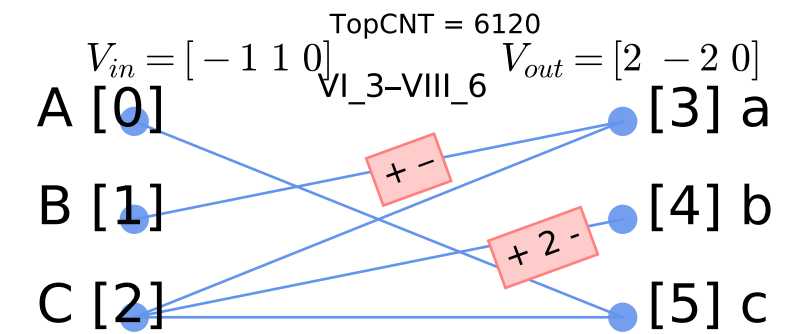 TopCNT = 6120
V_in = [ − 1 1 0]
V_out = [2 − 2 0]
VI_3–VIII_6
A [0]
[3] a
+ −
B [1]
[4] b
+ 2 -
C [2]
[5] c